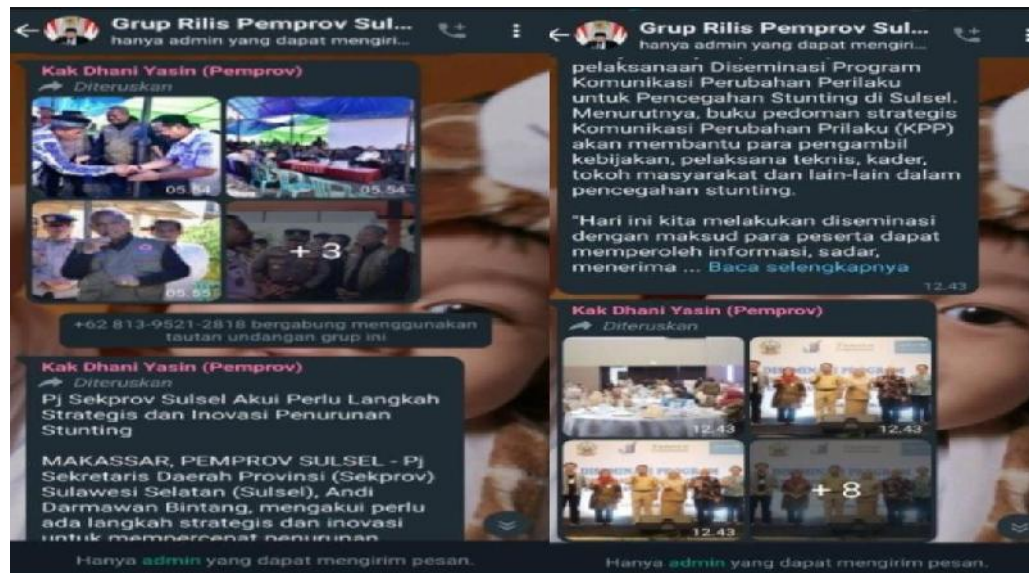 Grup Rilis Pemprov Sul...
hanya admin yang dapat mengiri...
Kak Dhani Yasin (Pemprov)
Diteruskan
05.54
05.54
05.55
+ 3
+62 813-9521-2818 bergabung menggunakan
tautan undangan grup ini
Kak Dhani Yasin (Pemprov)
Diteruskan
Pj Sekprov Sulsel Akui Perlu Langkah
Strategis dan Inovasi Penurunan
Stunting
MAKASSAR, PEMPROV SULSEL - Pj
Sekretaris Daerah Provinsi (Sekprov)
Sulawesi Selatan (Sulsel), Andi
Darmawan Bintang, mengakui perlu
ada langkah strategis dan inovasi
untuk mempercepat penurunan
Hanya admin yang dapat mengirim pesan.
Grup Rilis Pemprov Sul...
hanya admin yang dapat mengiri...
pelaksanaan Diseminasi Program
Komunikasi Perubahan Perilaku
untuk Pencegahan Stunting di Sulsel.
Menurutnya, buku pedoman strategis
Komunikasi Perubahan Prilaku (KPP)
akan membantu para pengambil
kebijakan, pelaksana teknis, kader,
tokoh masyarakat dan lain-lain dalam
pencegahan stunting.
"Hari ini kita melakukan diseminasi
dengan maksud para peserta dapat
memperoleh informasi, sadar,
menerima ... Baca selengkapnya
12.43
Kak Dhani Yasin (Pemprov)
Diteruskan
12.43
DISEMINASI PROGRAM
12.43
12.43
+ 8
Hanya admin yang dapat mengirim pesan.